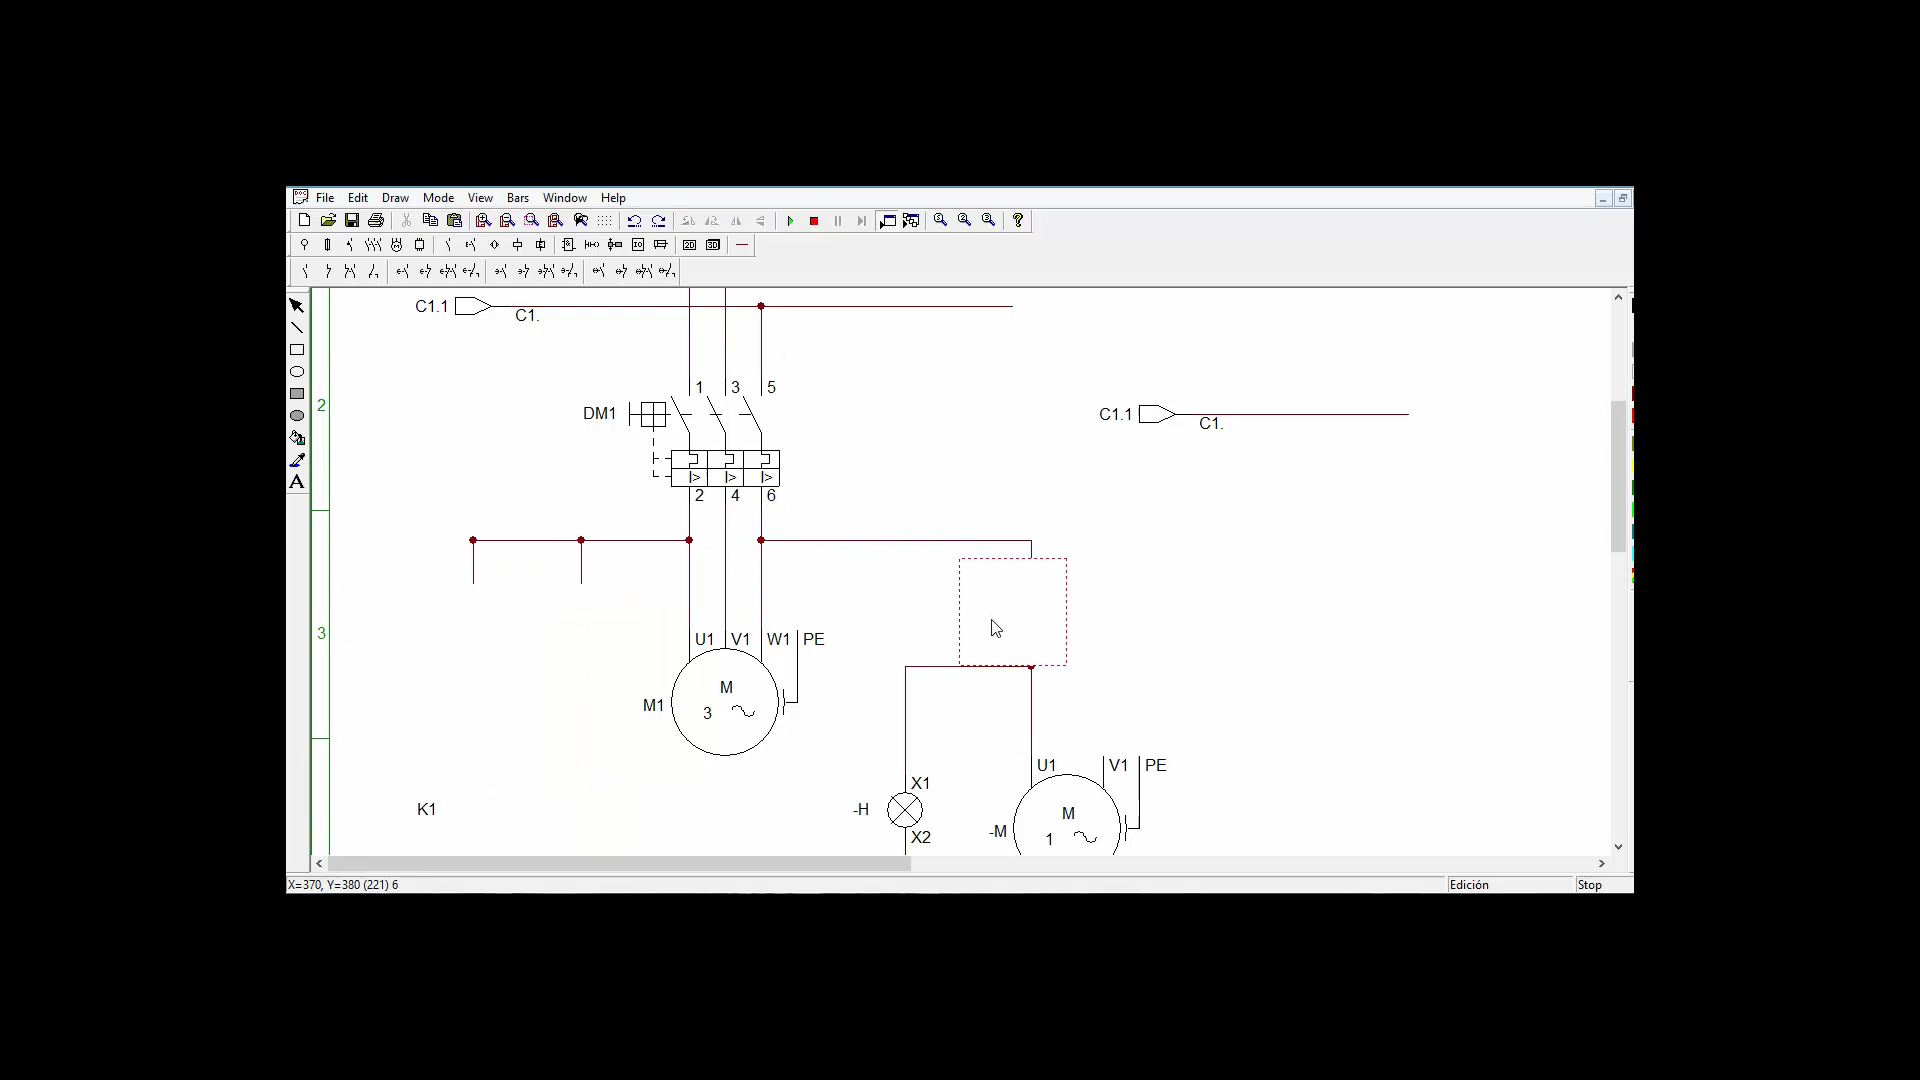 File Edit Draw Mode View Bars Window Help
C1.1
C1.
2
1 3 5
DM1
C1.1
C1.
2 4 6
3
U1 V1 W1 PE
M
M1
3
U1 V1 PE
X1
K1
-H
M
-M
1
X2
X=370, Y=380 (221) 6
Edición
Stop
A